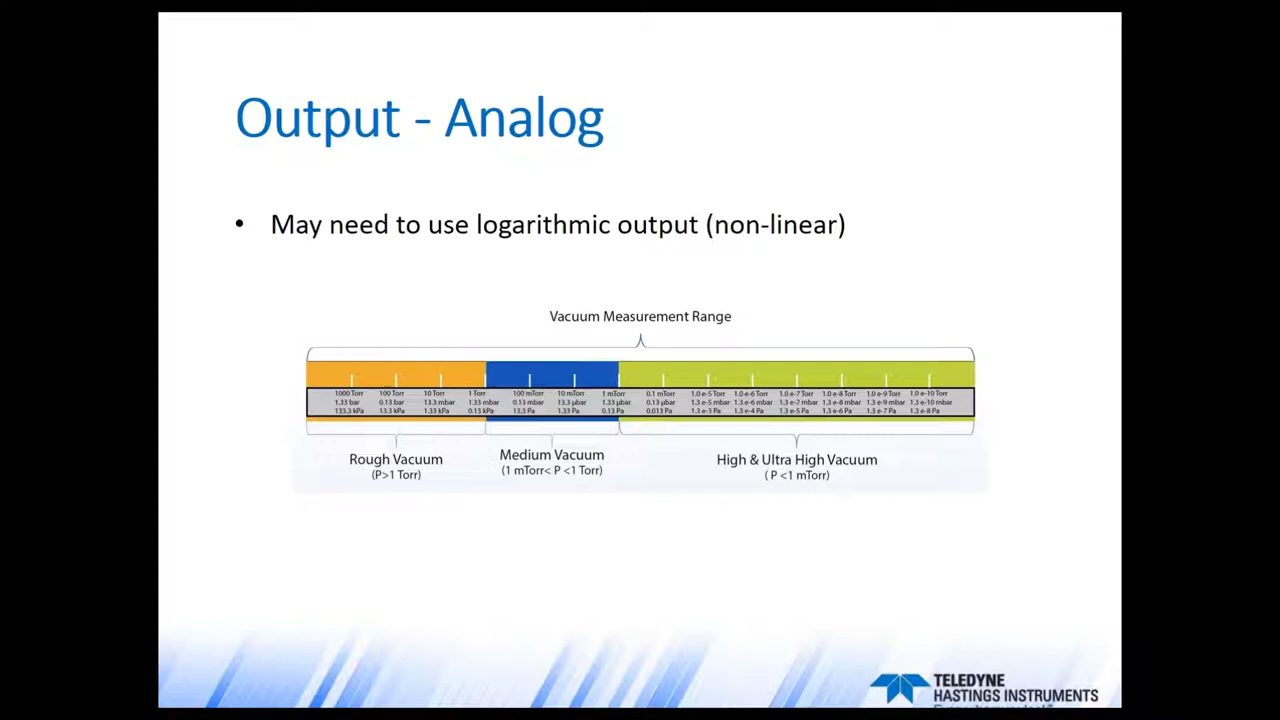 Output - Analog
• May need to use logarithmic output (non-linear)
Vacuum Measurement Range
1000 Torr 100 Torr 10 Torr 1 Torr 100 mTorr 10 mTorr 1 mTorr 0.1 mTorr 1.0 e-5 Torr 1.0 e-6 Torr 1.0 e-7 Torr 1.0 e-8 Torr 1.0 e-9 Torr 1.0 e-10 Torr
1.33 bar 0.13 bar 13.3 mbar 1.33 mbar 0.13 mbar 13.3 µbar 1.33 µbar 0.13 µbar 1.3 e-5 mbar 1.3 e-6 mbar 1.3 e-7 mbar 1.3 e-8 mbar 1.3 e-9 mbar 1.3 e-10 mbar
133.3 kPa 13.3 kPa 1.33 kPa 0.13 kPa 13.3 Pa 1.33 Pa 0.13 Pa 0.013 Pa 1.3 e-3 Pa 1.3 e-4 Pa 1.3 e-5 Pa 1.3 e-6 Pa 1.3 e-7 Pa 1.3 e-8 Pa
Rough Vacuum
(P>1 Torr)
Medium Vacuum
(1 mTorr< P <1 Torr)
High & Ultra High Vacuum
( P <1 mTorr)
TELEDYNE
HASTINGS INSTRUMENTS